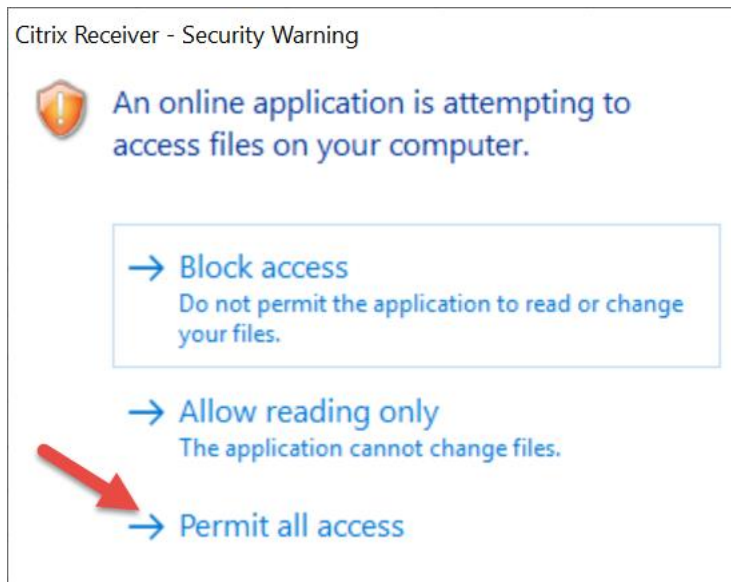 Citrix Receiver - Security Warning
An online application is attempting to
access files on your computer.
Block access
Do not permit the application to read or change
your files.
Allow reading only
The application cannot change files.
Permit all access